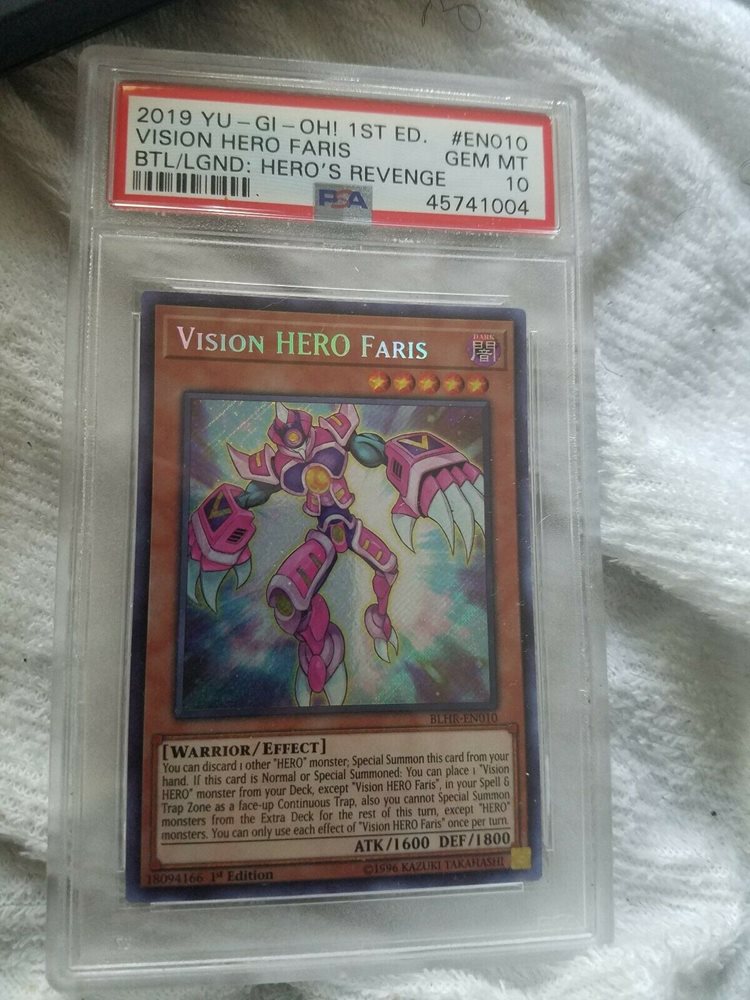 2019 YU-GI-OH! 1ST ED. #EN010
VISION HERO FARIS GEM MT
BTL/LGND: HERO'S REVENGE 10
PSA 45741004
VISION HERO FARIS
DARK
闇
V
V
BLHR-EN010
[WARRIOR/EFFECT]
You can discard 1 other "HERO" monster; Special Summon this card from your
hand. If this card is Normal or Special Summoned: You can place 1 "Vision
HERO" monster from your Deck, except "Vision HERO Faris", in your Spell &
Trap Zone as a face-up Continuous Trap, also you cannot Special Summon
monsters from the Extra Deck for the rest of this turn, except "HERO"
monsters. You can only use each effect of "Vision HERO Faris" once per turn.
ATK/1600 DEF/1800
18094166 1st Edition ©1996 KAZUKI TAKAHASHI